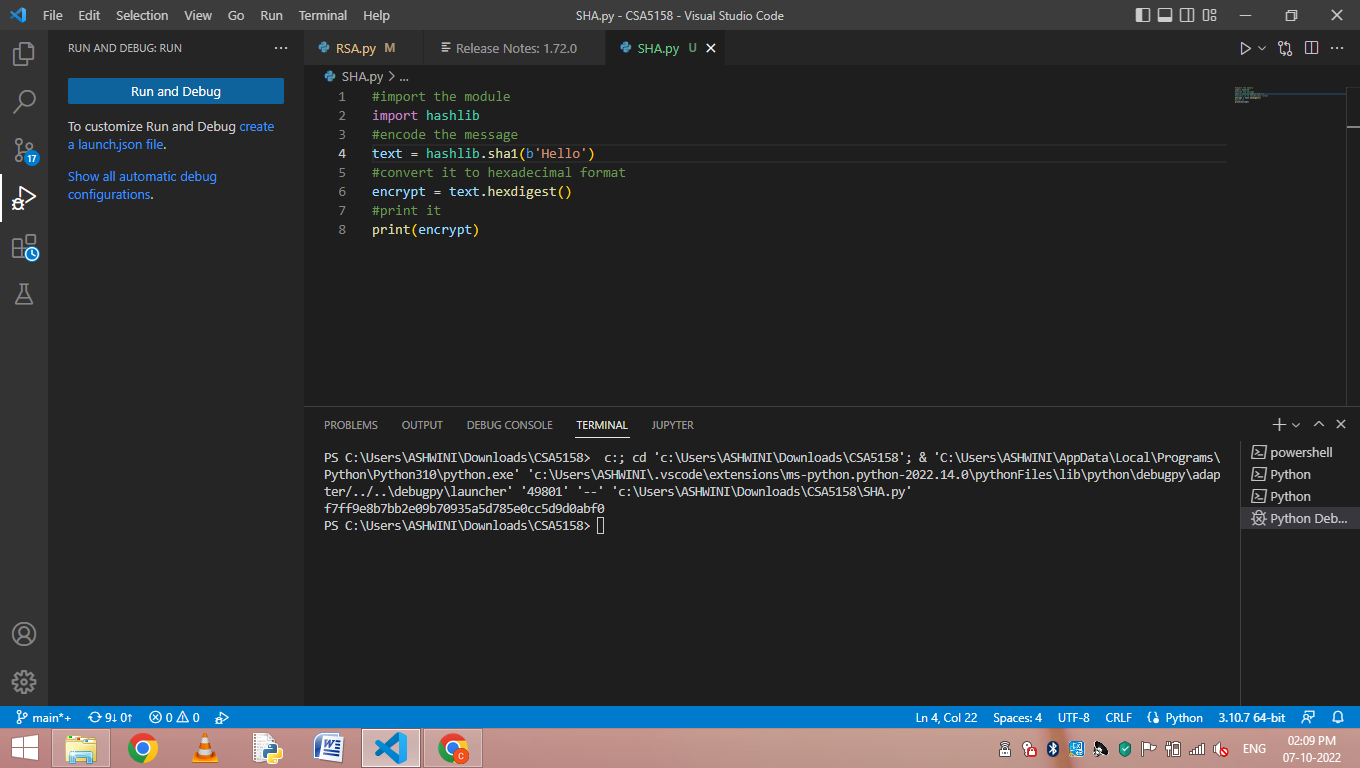 File Edit Selection View Go Run Terminal Help SHA.py - CSA5158 - Visual Studio Code
RUN AND DEBUG: RUN
Run and Debug
To customize Run and Debug create
a launch.json file.
Show all automatic debug
configurations.
17
RSA.py M Release Notes: 1.72.0 SHA.py U
SHA.py > ...
1 #import the module
2 import hashlib
3 #encode the message
4 text = hashlib.sha1(b'Hello')
5 #convert it to hexadecimal format
6 encrypt = text.hexdigest()
7 #print it
8 print(encrypt)
PROBLEMS OUTPUT DEBUG CONSOLE TERMINAL JUPYTER
PS C:\Users\ASHWINI\Downloads\CSA5158>  c:; cd 'c:\Users\ASHWINI\Downloads\CSA5158'; & 'C:\Users\ASHWINI\AppData\Local\Programs\
Python\Python310\python.exe' 'c:\Users\ASHWINI\.vscode\extensions\ms-python.python-2022.14.0\pythonFiles\lib\python\debugpy\adap
ter/../..\debugpy\launcher' '49801' '--' 'c:\Users\ASHWINI\Downloads\CSA5158\SHA.py'
f7ff9e8b7bb2e09b70935a5d785e0cc5d9d0abf0
PS C:\Users\ASHWINI\Downloads\CSA5158>
powershell
Python
Python
Python Deb...
main*+ 9↓ 0↑ 0 0 Ln 4, Col 22 Spaces: 4 UTF-8 CRLF Python 3.10.7 64-bit
ENG
02:09 PM
07-10-2022